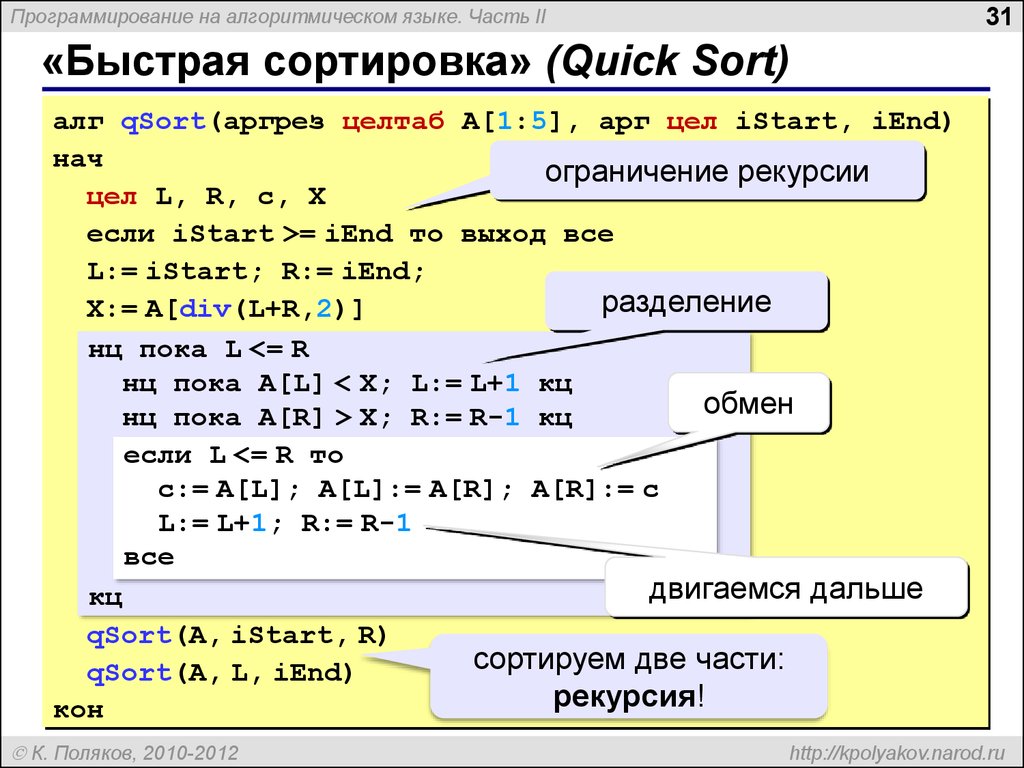 Программирование на алгоритмическом языке. Часть II
31
«Быстрая сортировка» (Quick Sort)
алг qSort(аргрез целтаб A[1:5], арг цел iStart, iEnd)
нач
ограничение рекурсии
цел L, R, c, X
если iStart >= iEnd то выход все
L:= iStart; R:= iEnd;
X:= A[div(L+R,2)]
разделение
нц пока L <= R
нц пока A[L] < X; L:= L+1 кц
нц пока A[R] > X; R:= R-1 кц
обмен
если L <= R то
c:= A[L]; A[L]:= A[R]; A[R]:= c
L:= L+1; R:= R-1
все
двигаемся дальше
кц
qSort(A, iStart, R)
qSort(A, L, iEnd)
сортируем две части:
рекурсия!
кон
© К. Поляков, 2010-2012
http://kpolyakov.narod.ru